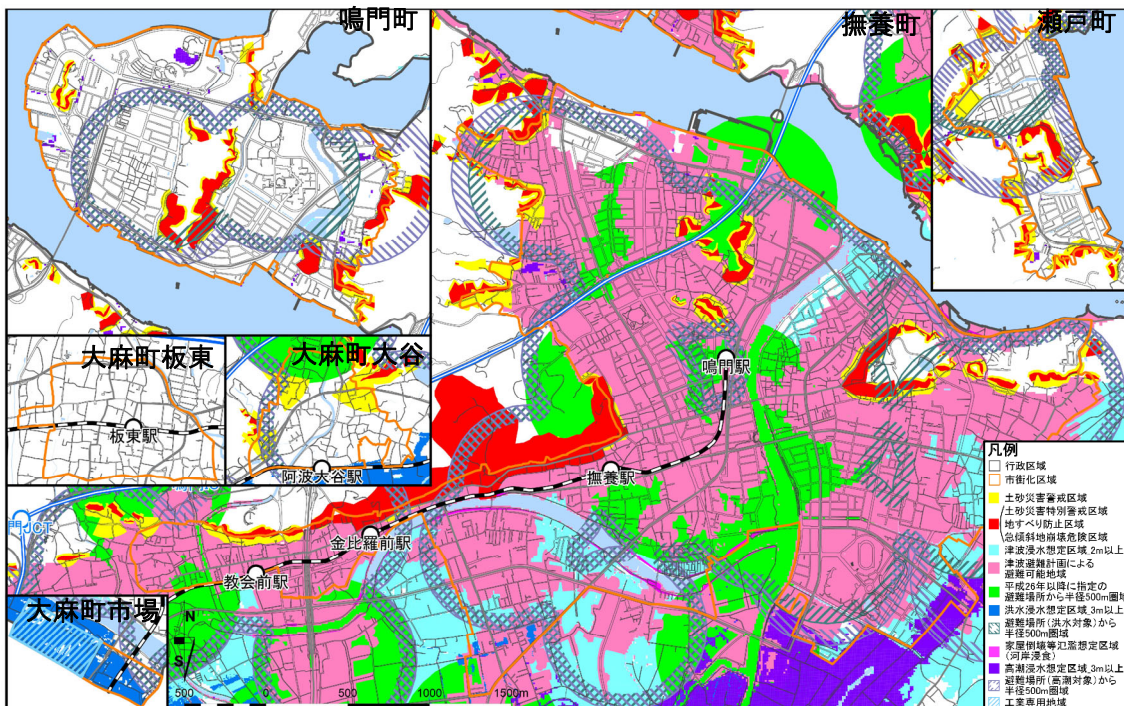 鳴門町
撫養町
瀬戸町
大麻町板東
板東駅
大麻町大谷
阿波大谷駅
鳴門駅
撫養駅
金比羅前駅
教会前駅
門JCT
大麻町市場
N
S
500
0
500
1000
1500m
凡例
行政区域
市街化区域
土砂災害警戒区域
土砂災害特別警戒区域
地すべり防止区域
急傾斜地崩壊危険区域
津波浸水想定区域_2m以上
津波避難計画による
避難可能地域
平成26年以降に指定の
避難場所から半径500m圏域
洪水浸水想定区域_3m以上
避難場所(洪水対象)から
半径500m圏域
家屋倒壊等氾濫想定区域
(河岸浸食)
高潮浸水想定区域_3m以上
避難場所(高潮対象)から
半径500m圏域
工業専用地域